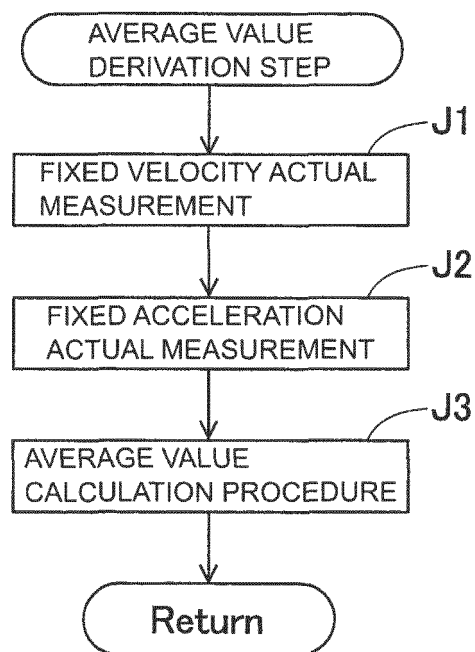 AVERAGE VALUE
DERIVATION STEP
J1
FIXED VELOCITY ACTUAL
MEASUREMENT
J2
FIXED ACCELERATION
ACTUAL MEASUREMENT
J3
AVERAGE VALUE
CALCULATION PROCEDURE
Return